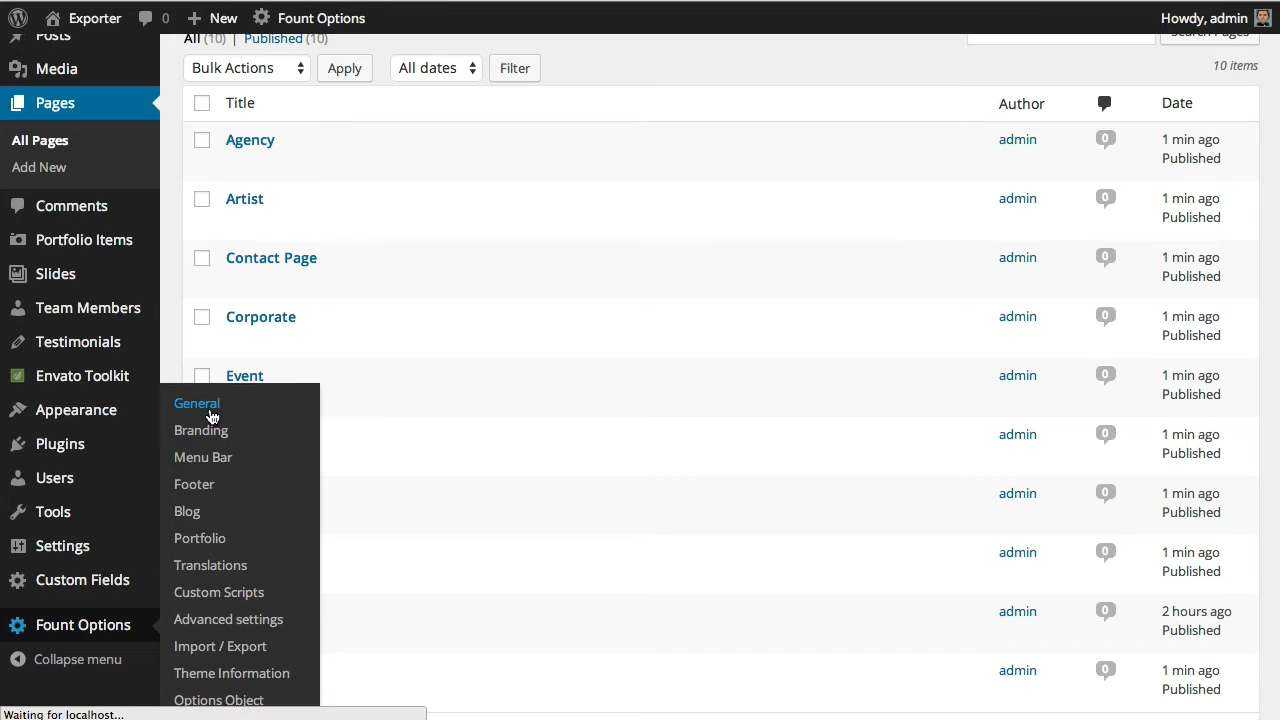 Exporter 0 New Fount Options Howdy, admin
Posts
Media
Pages
All Pages
Add New
Comments
Portfolio Items
Slides
Team Members
Testimonials
Envato Toolkit
Appearance
Plugins
Users
Tools
Settings
Custom Fields
Fount Options
Collapse menu
All (10) | Published (10)
Search Pages
Bulk Actions Apply All dates Filter
10 items
Title Author Date
Agency admin 0 1 min ago
Published
Artist admin 0 1 min ago
Published
Contact Page admin 0 1 min ago
Published
Corporate admin 0 1 min ago
Published
Event admin 0 1 min ago
Published
admin 0 1 min ago
Published
admin 0 1 min ago
Published
admin 0 1 min ago
Published
admin 0 2 hours ago
Published
admin 0 1 min ago
Published
General
Branding
Menu Bar
Footer
Blog
Portfolio
Translations
Custom Scripts
Advanced settings
Import / Export
Theme Information
Options Object
Waiting for localhost...